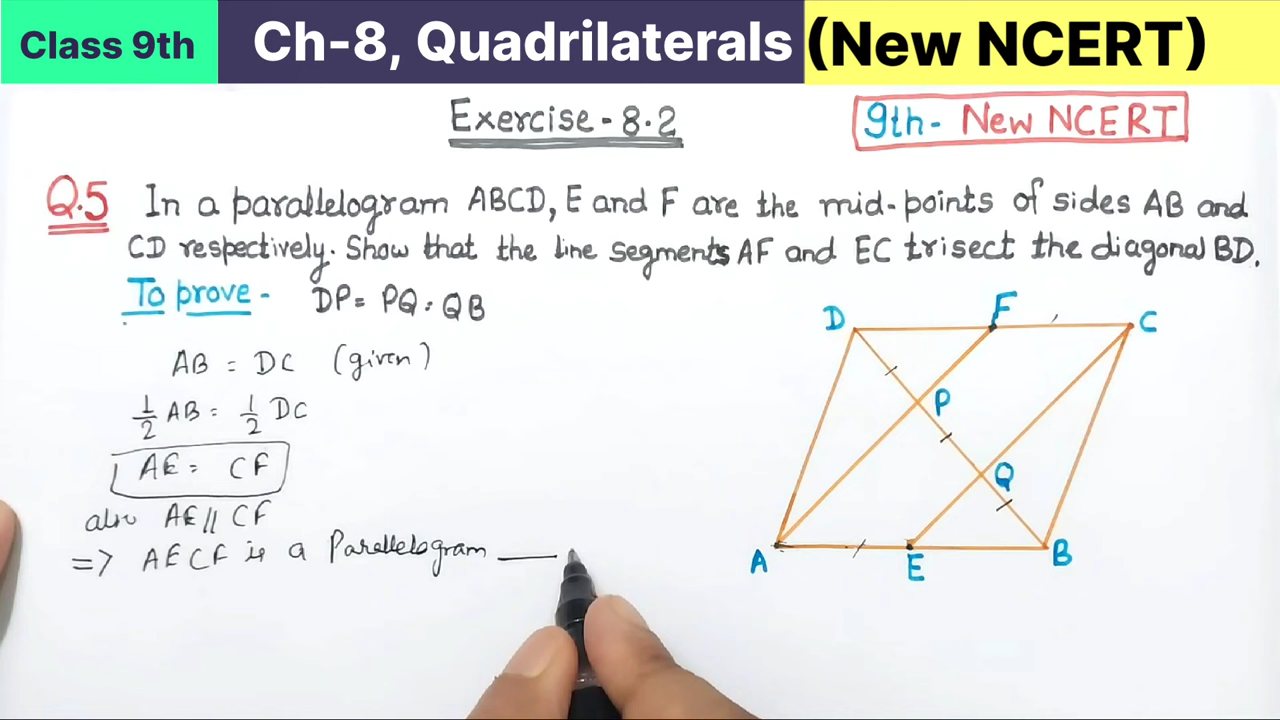 Class 9th
Ch-8, Quadrilaterals (New NCERT)
Exercise - 8.2
9th- New NCERT
Q.5 In a parallelogram ABCD, E and F are the mid-points of sides AB and
CD respectively. Show that the line segments AF and EC trisect the diagonal BD.
To prove - DP = PQ = QB
AB = DC (given)
1/2 AB = 1/2 DC
AE = CF
also AE || CF
=> AECF is a Parallelogram
D
F
C
P
Q
A
E
B